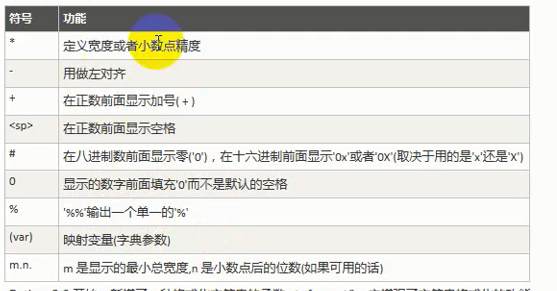 符号 功能
* 定义宽度或者小数点精度
- 用做左对齐
+ 在正数前面显示加号( + )
<sp> 在正数前面显示空格
# 在八进制数前面显示零('0')，在十六进制前面显示'0x'或者'0X'(取决于用的是'x'还是'X')
0 显示的数字前面填充'0'而不是默认的空格
% '%%'输出一个单一的'%'
(var) 映射变量(字典参数)
m.n. m 是显示的最小总宽度,n 是小数点后的位数(如果可用的话)